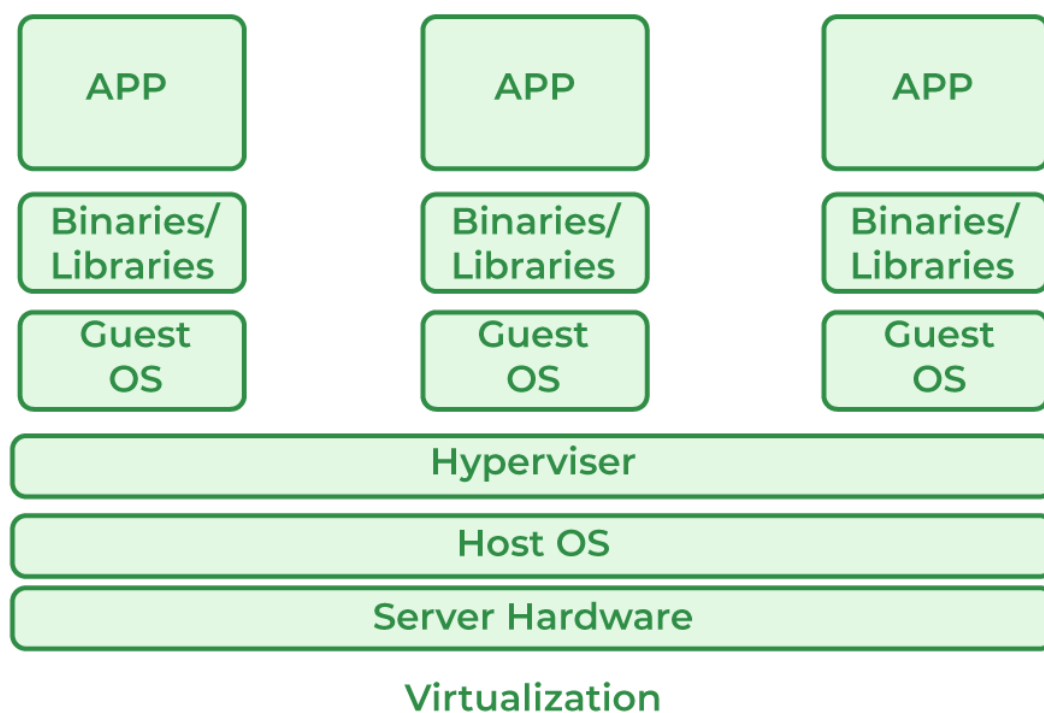 APP
APP
APP
Binaries/
Libraries
Binaries/
Libraries
Binaries/
Libraries
Guest
OS
Guest
OS
Guest
OS
Hyperviser
Host OS
Server Hardware
Virtualization